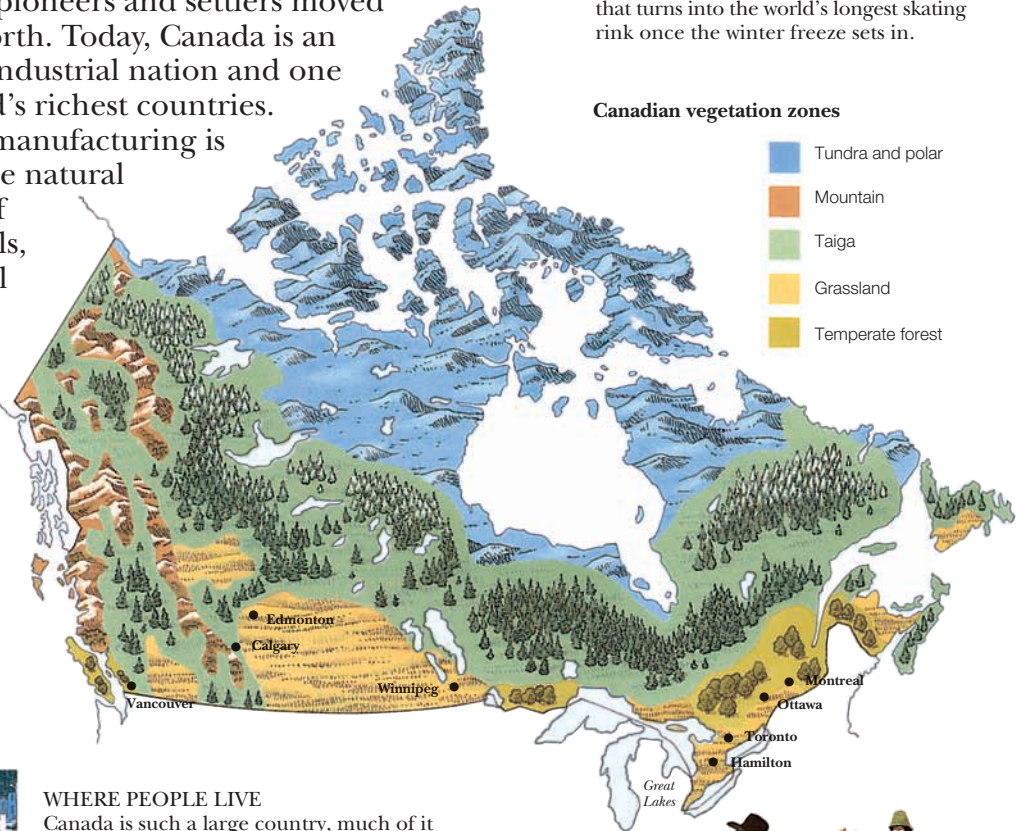 pioneers and settlers moved
orth. Today, Canada is an
ndustrial nation and one
d's richest countries.
manufacturing is
e natural
f
ls,
l
that turns into the world's longest skating
rink once the winter freeze sets in.
Canadian vegetation zones
Tundra and polar
Mountain
Taiga
Grassland
Temperate forest
Edmonton
Calgary
Winnipeg
Vancouver
Montreal
Ottawa
Toronto
Hamilton
Great
Lakes
WHERE PEOPLE LIVE
Canada is such a large country, much of it